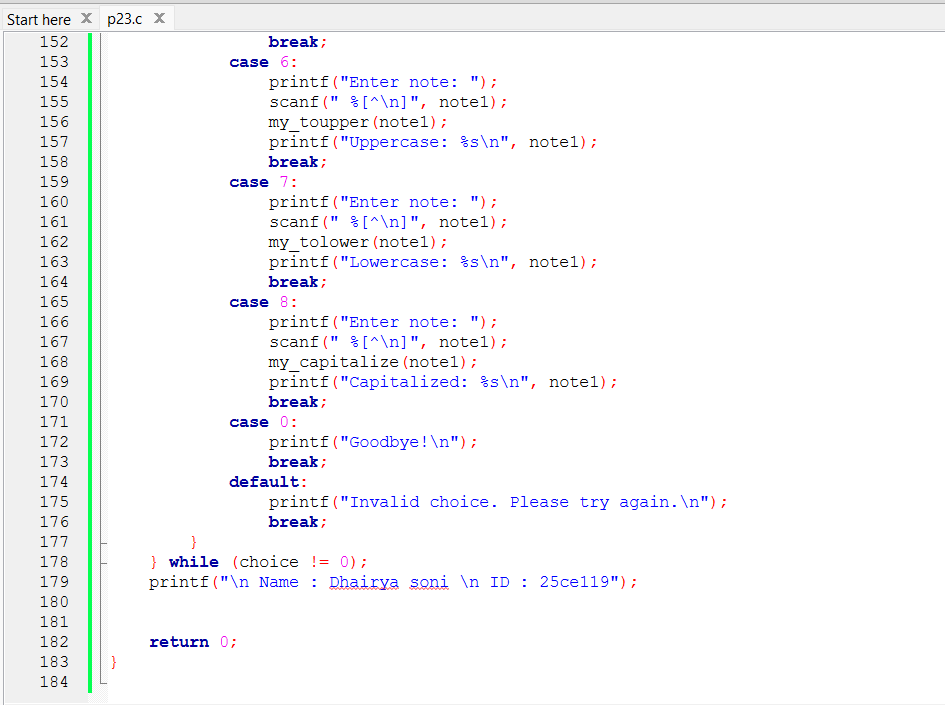 Start here X p23.c X
152 break;
153 case 6:
154 printf("Enter note: ");
155 scanf(" %[^\n]", note1);
156 my_toupper(note1);
157 printf("Uppercase: %s\n", note1);
158 break;
159 case 7:
160 printf("Enter note: ");
161 scanf(" %[^\n]", note1);
162 my_tolower(note1);
163 printf("Lowercase: %s\n", note1);
164 break;
165 case 8:
166 printf("Enter note: ");
167 scanf(" %[^\n]", note1);
168 my_capitalize(note1);
169 printf("Capitalized: %s\n", note1);
170 break;
171 case 0:
172 printf("Goodbye!\n");
173 break;
174 default:
175 printf("Invalid choice. Please try again.\n");
176 break;
177 }
178 } while (choice != 0);
179 printf("\n Name : Dhairya soni \n ID : 25ce119");
180
181
182 return 0;
183 }
184